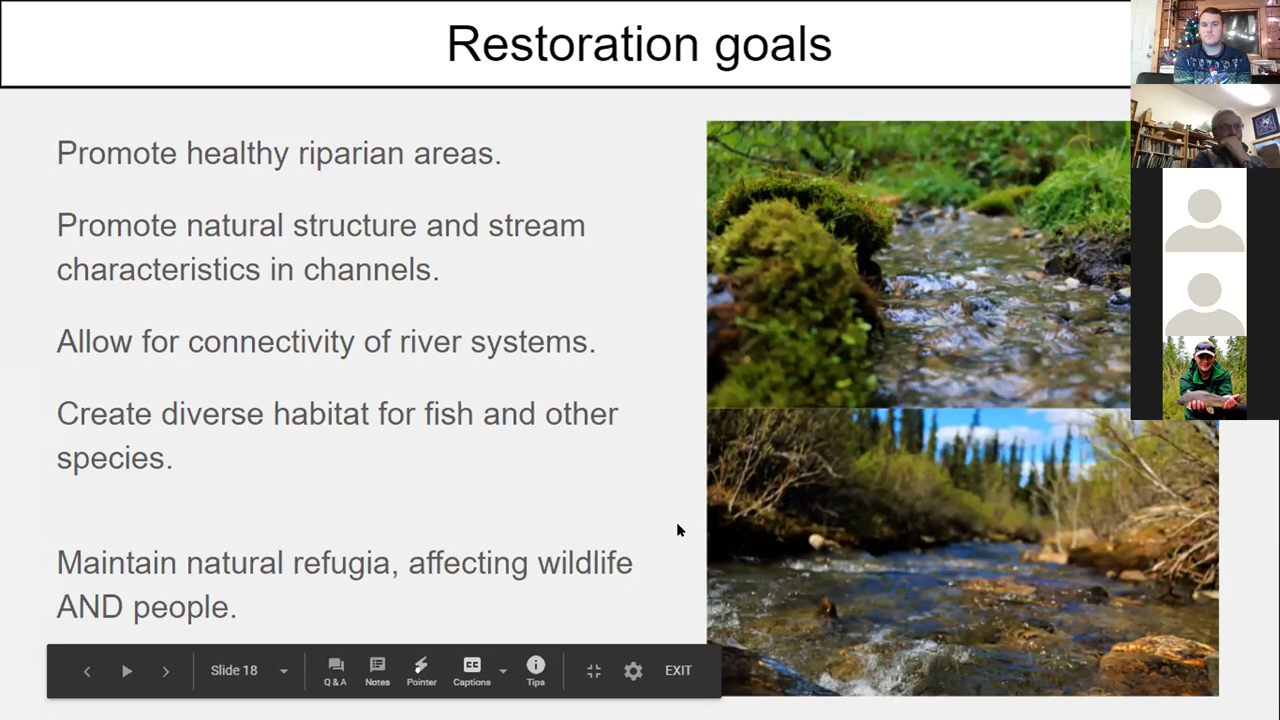 Restoration goals
Promote healthy riparian areas.
Promote natural structure and stream
characteristics in channels.
Allow for connectivity of river systems.
Create diverse habitat for fish and other
species.
Maintain natural refugia, affecting wildlife
AND people.
Slide 18
Q & A
Notes
Pointer
CC
Captions
Tips
EXIT